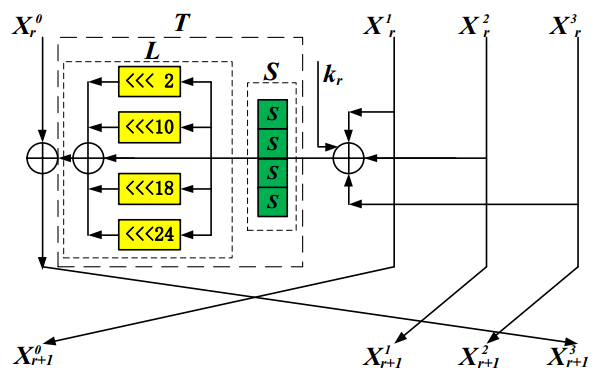 X_r^0 T X_r^1 X_r^2 X_r^3
L
S k_r
<<< 2
<<<10
<<<18
<<<24
S
S
S
S
X_{r+1}^0 X_{r+1}^1 X_{r+1}^2 X_{r+1}^3